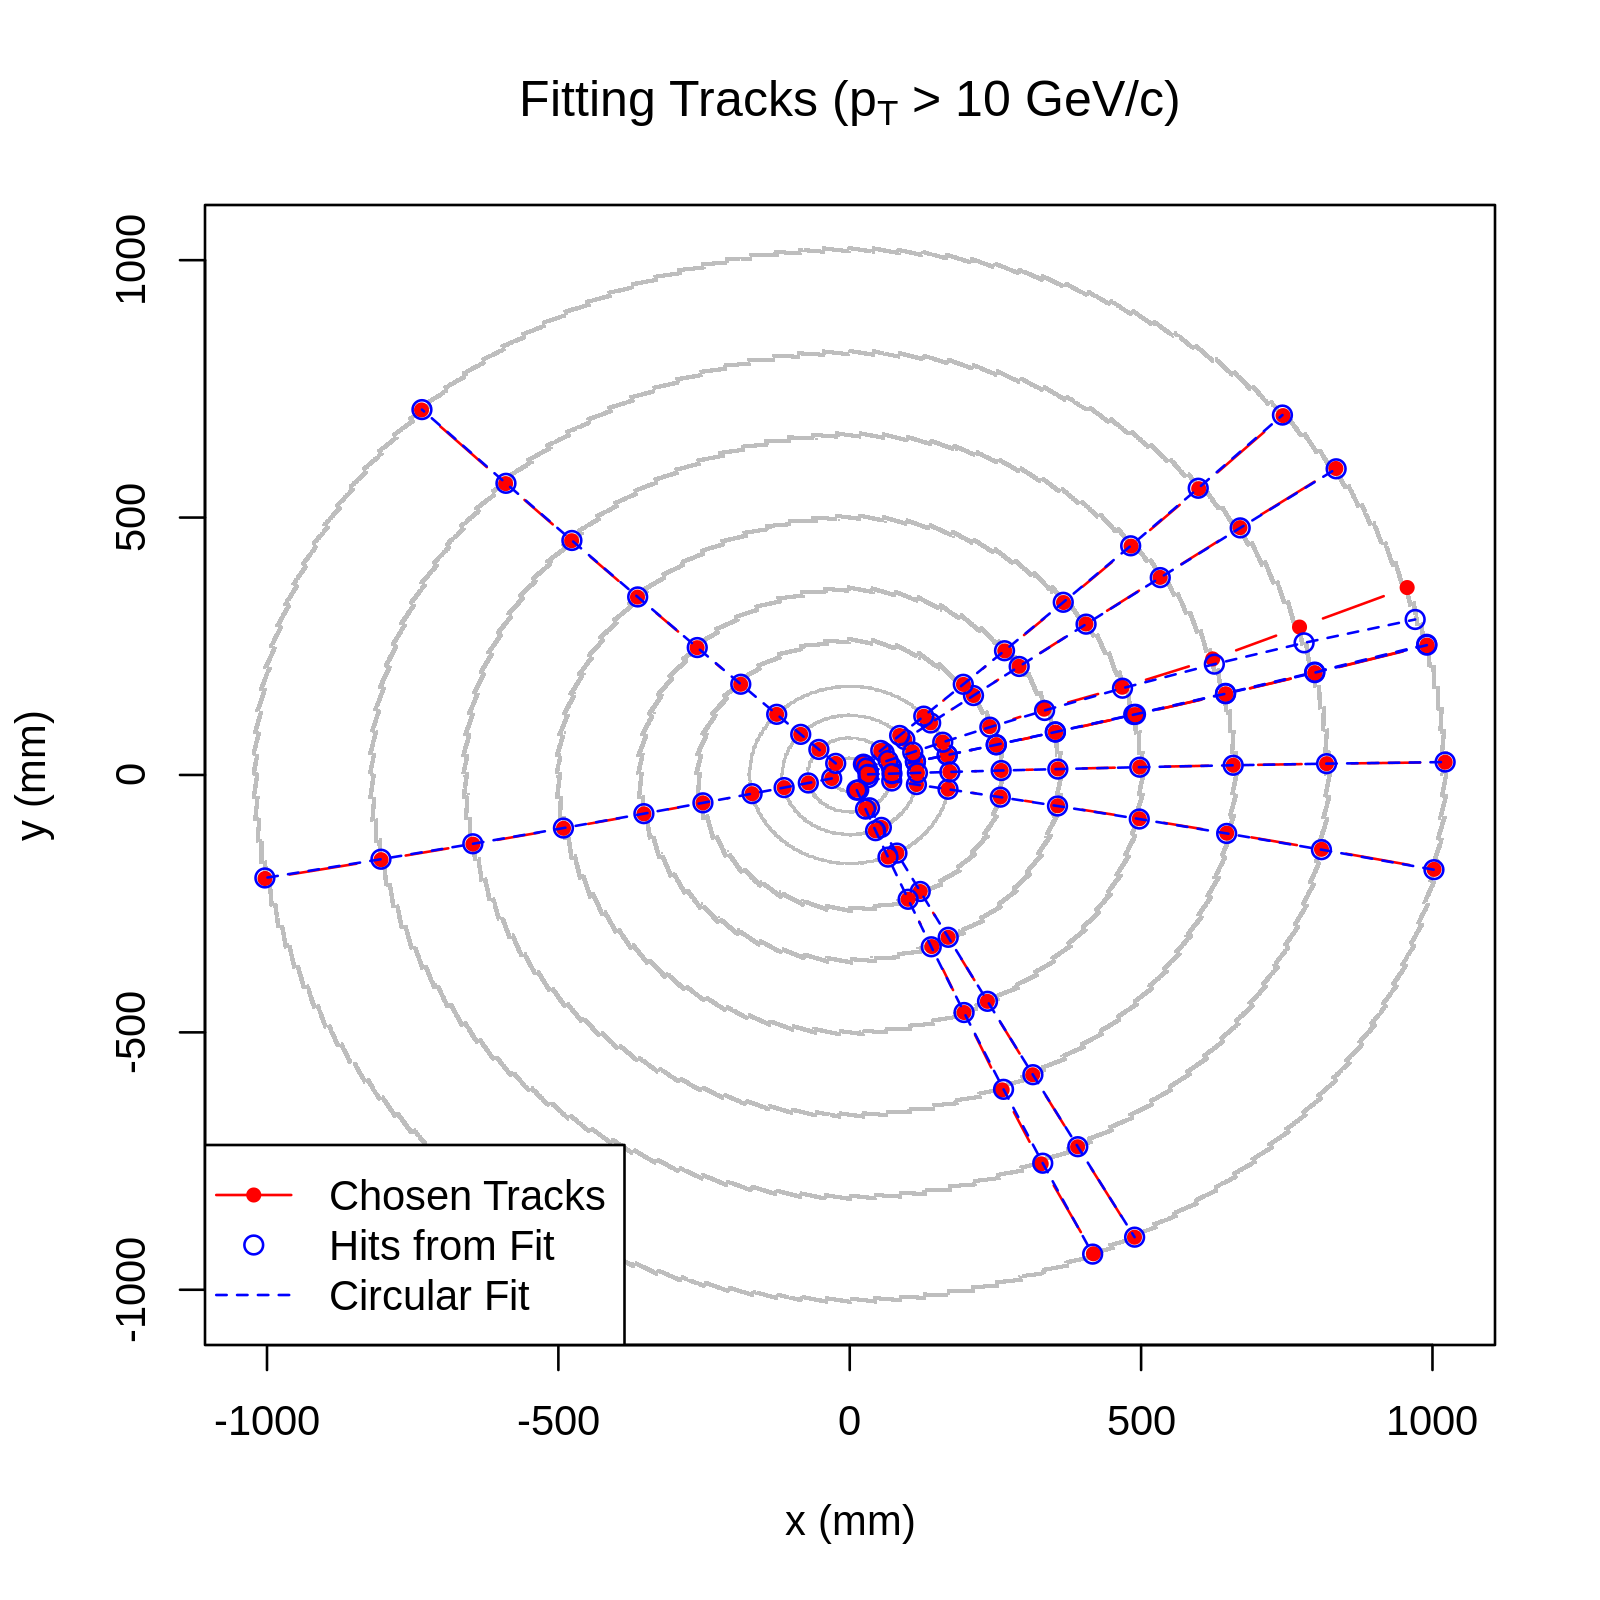 Fitting Tracks (pT > 10 GeV/c)
1000
500
0
-500
-1000
y (mm)
Chosen Tracks
Hits from Fit
Circular Fit
-1000 -500 0 500 1000
x (mm)